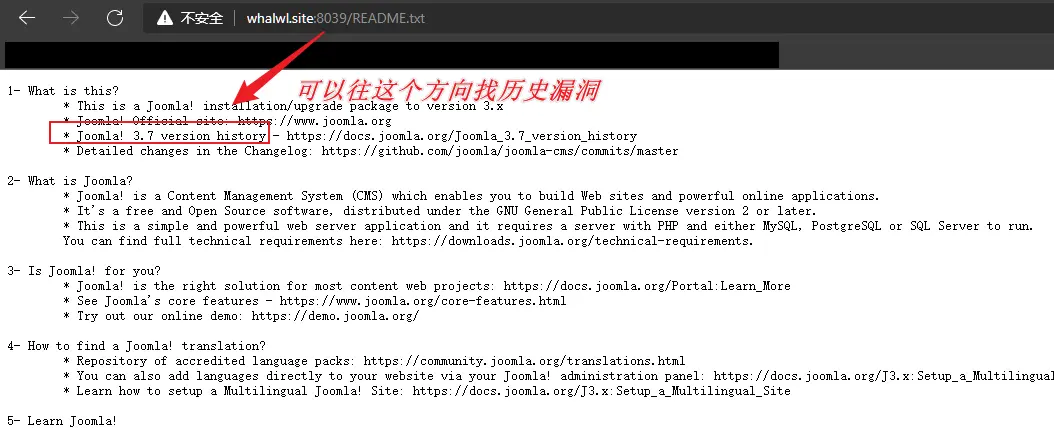 不安全 whalwl.site:8039/README.txt
可以往这个方向找历史漏洞
1- What is this?
* This is a Joomla! installation/upgrade package to version 3.x
* Joomla! Official site: https://www.joomla.org
* Joomla! 3.7 version history - https://docs.joomla.org/Joomla_3.7_version_history
* Detailed changes in the Changelog: https://github.com/joomla/joomla-cms/commits/master
2- What is Joomla?
* Joomla! is a Content Management System (CMS) which enables you to build Web sites and powerful online applications.
* It's a free and Open Source software, distributed under the GNU General Public License version 2 or later.
* This is a simple and powerful web server application and it requires a server with PHP and either MySQL, PostgreSQL or SQL Server to run.
You can find full technical requirements here: https://downloads.joomla.org/technical-requirements.
3- Is Joomla! for you?
* Joomla! is the right solution for most content web projects: https://docs.joomla.org/Portal:Learn_More
* See Joomla's core features - https://www.joomla.org/core-features.html
* Try out our online demo: https://demo.joomla.org/
4- How to find a Joomla! translation?
* Repository of accredited language packs: https://community.joomla.org/translations.html
* You can also add languages directly to your website via your Joomla! administration panel: https://docs.joomla.org/J3.x:Setup_a_Multilingual
* Learn how to setup a Multilingual Joomla! Site: https://docs.joomla.org/J3.x:Setup_a_Multilingual_Site
5- Learn Joomla!